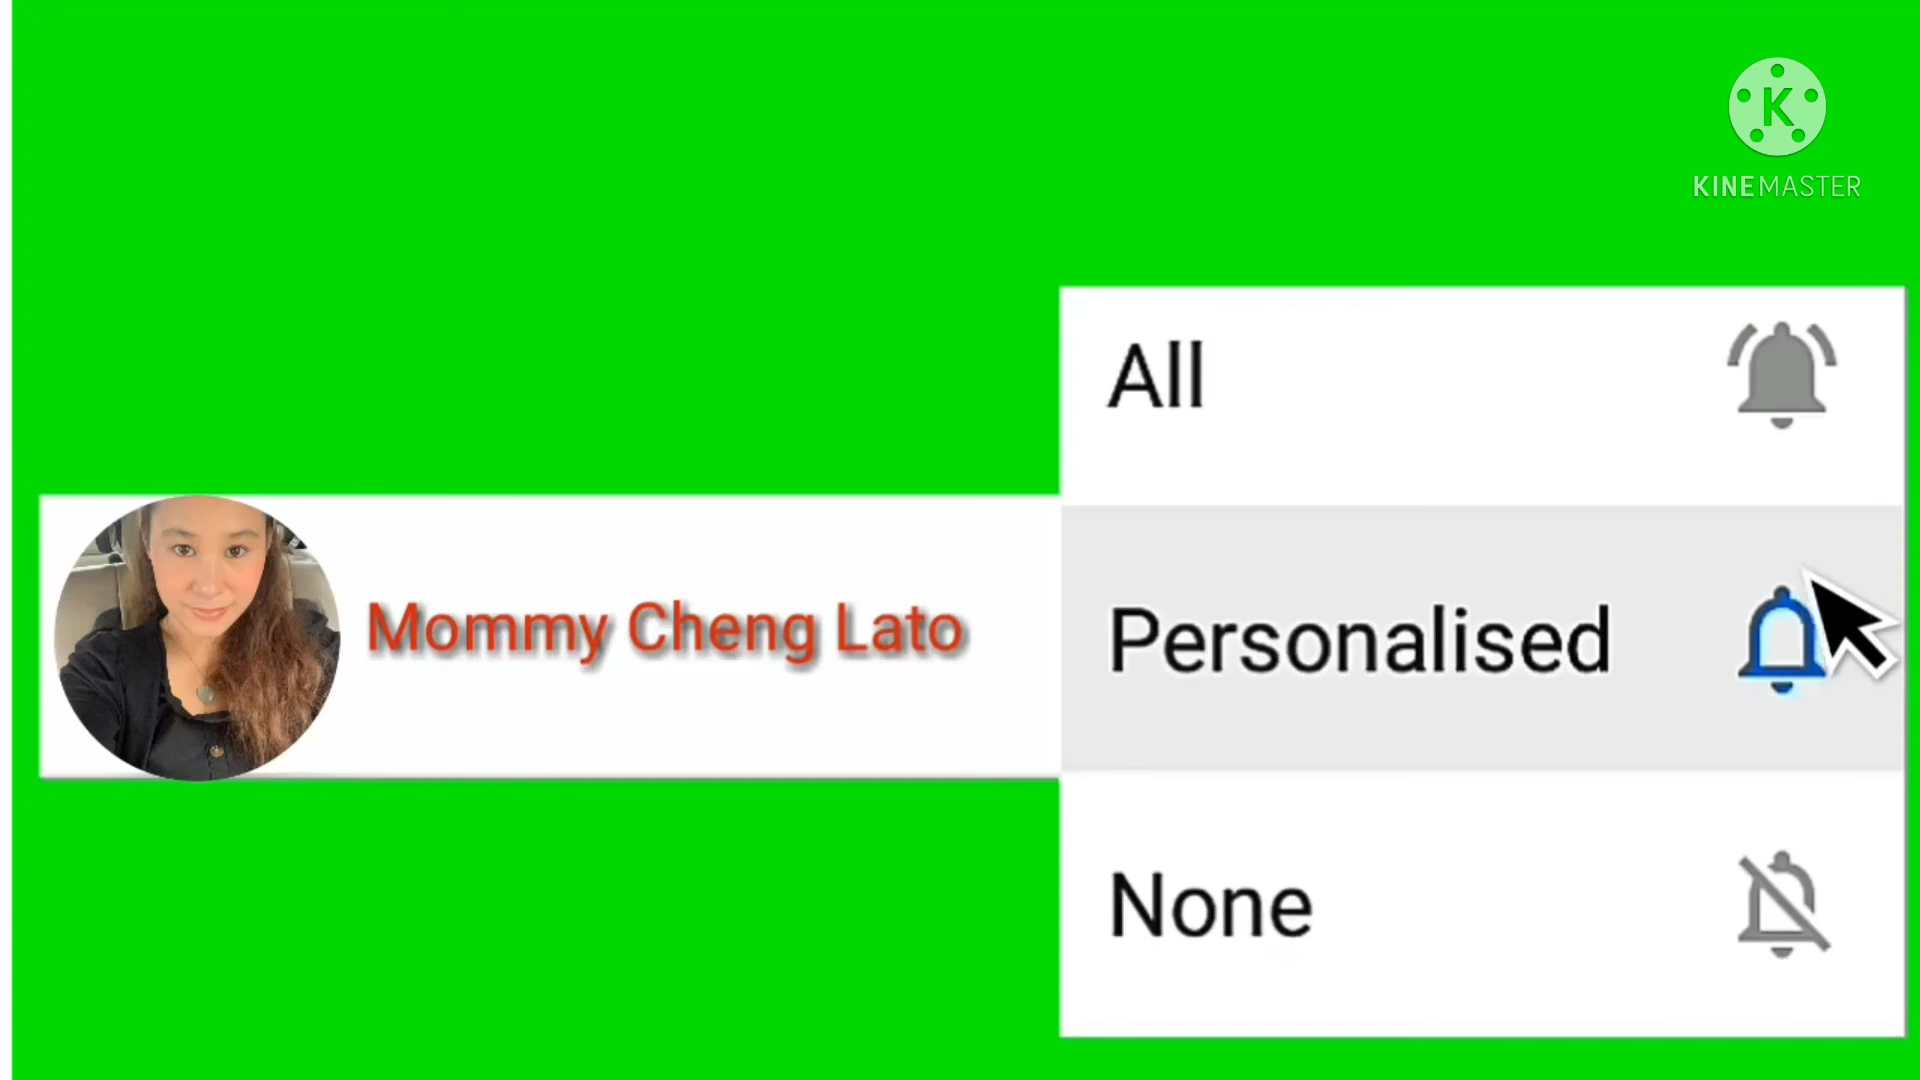 K
KINEMASTER
All
Mommy Cheng Lato
Personalised
None